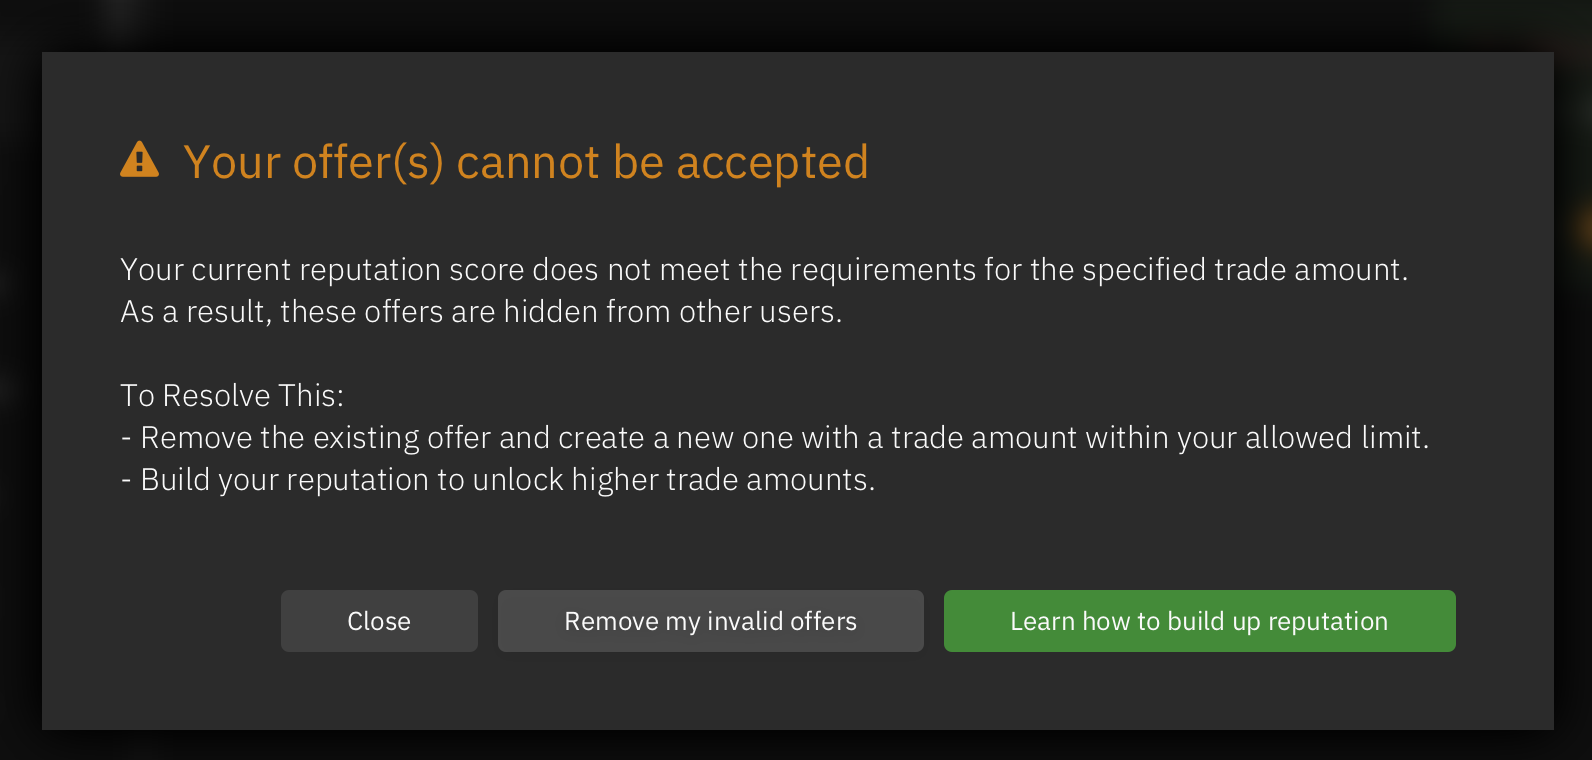 Your offer(s) cannot be accepted
Your current reputation score does not meet the requirements for the specified trade amount.
As a result, these offers are hidden from other users.
To Resolve This:
- Remove the existing offer and create a new one with a trade amount within your allowed limit.
- Build your reputation to unlock higher trade amounts.
Close
Remove my invalid offers
Learn how to build up reputation